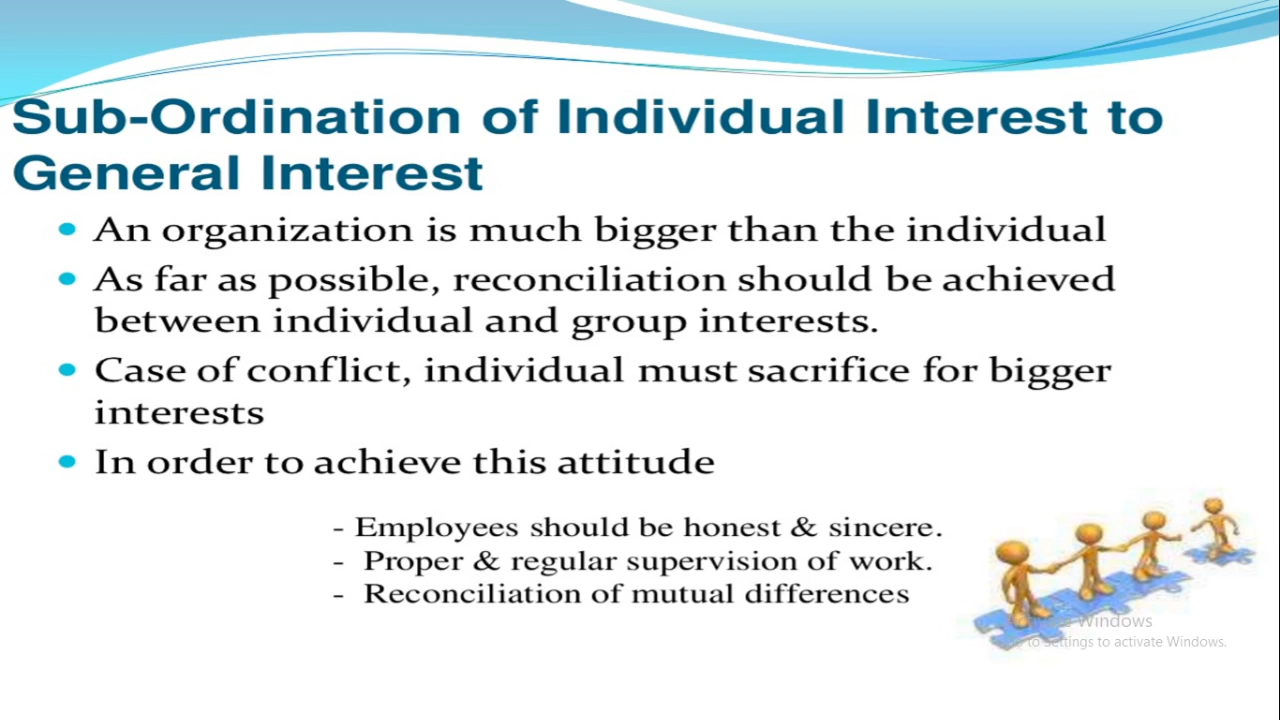 Sub-Ordination of Individual Interest to
General Interest
• An organization is much bigger than the individual
• As far as possible, reconciliation should be achieved
between individual and group interests.
• Case of conflict, individual must sacrifice for bigger
interests
• In order to achieve this attitude
- Employees should be honest & sincere.
- Proper & regular supervision of work.
- Reconciliation of mutual differences
Windows
to Settings to activate Windows.